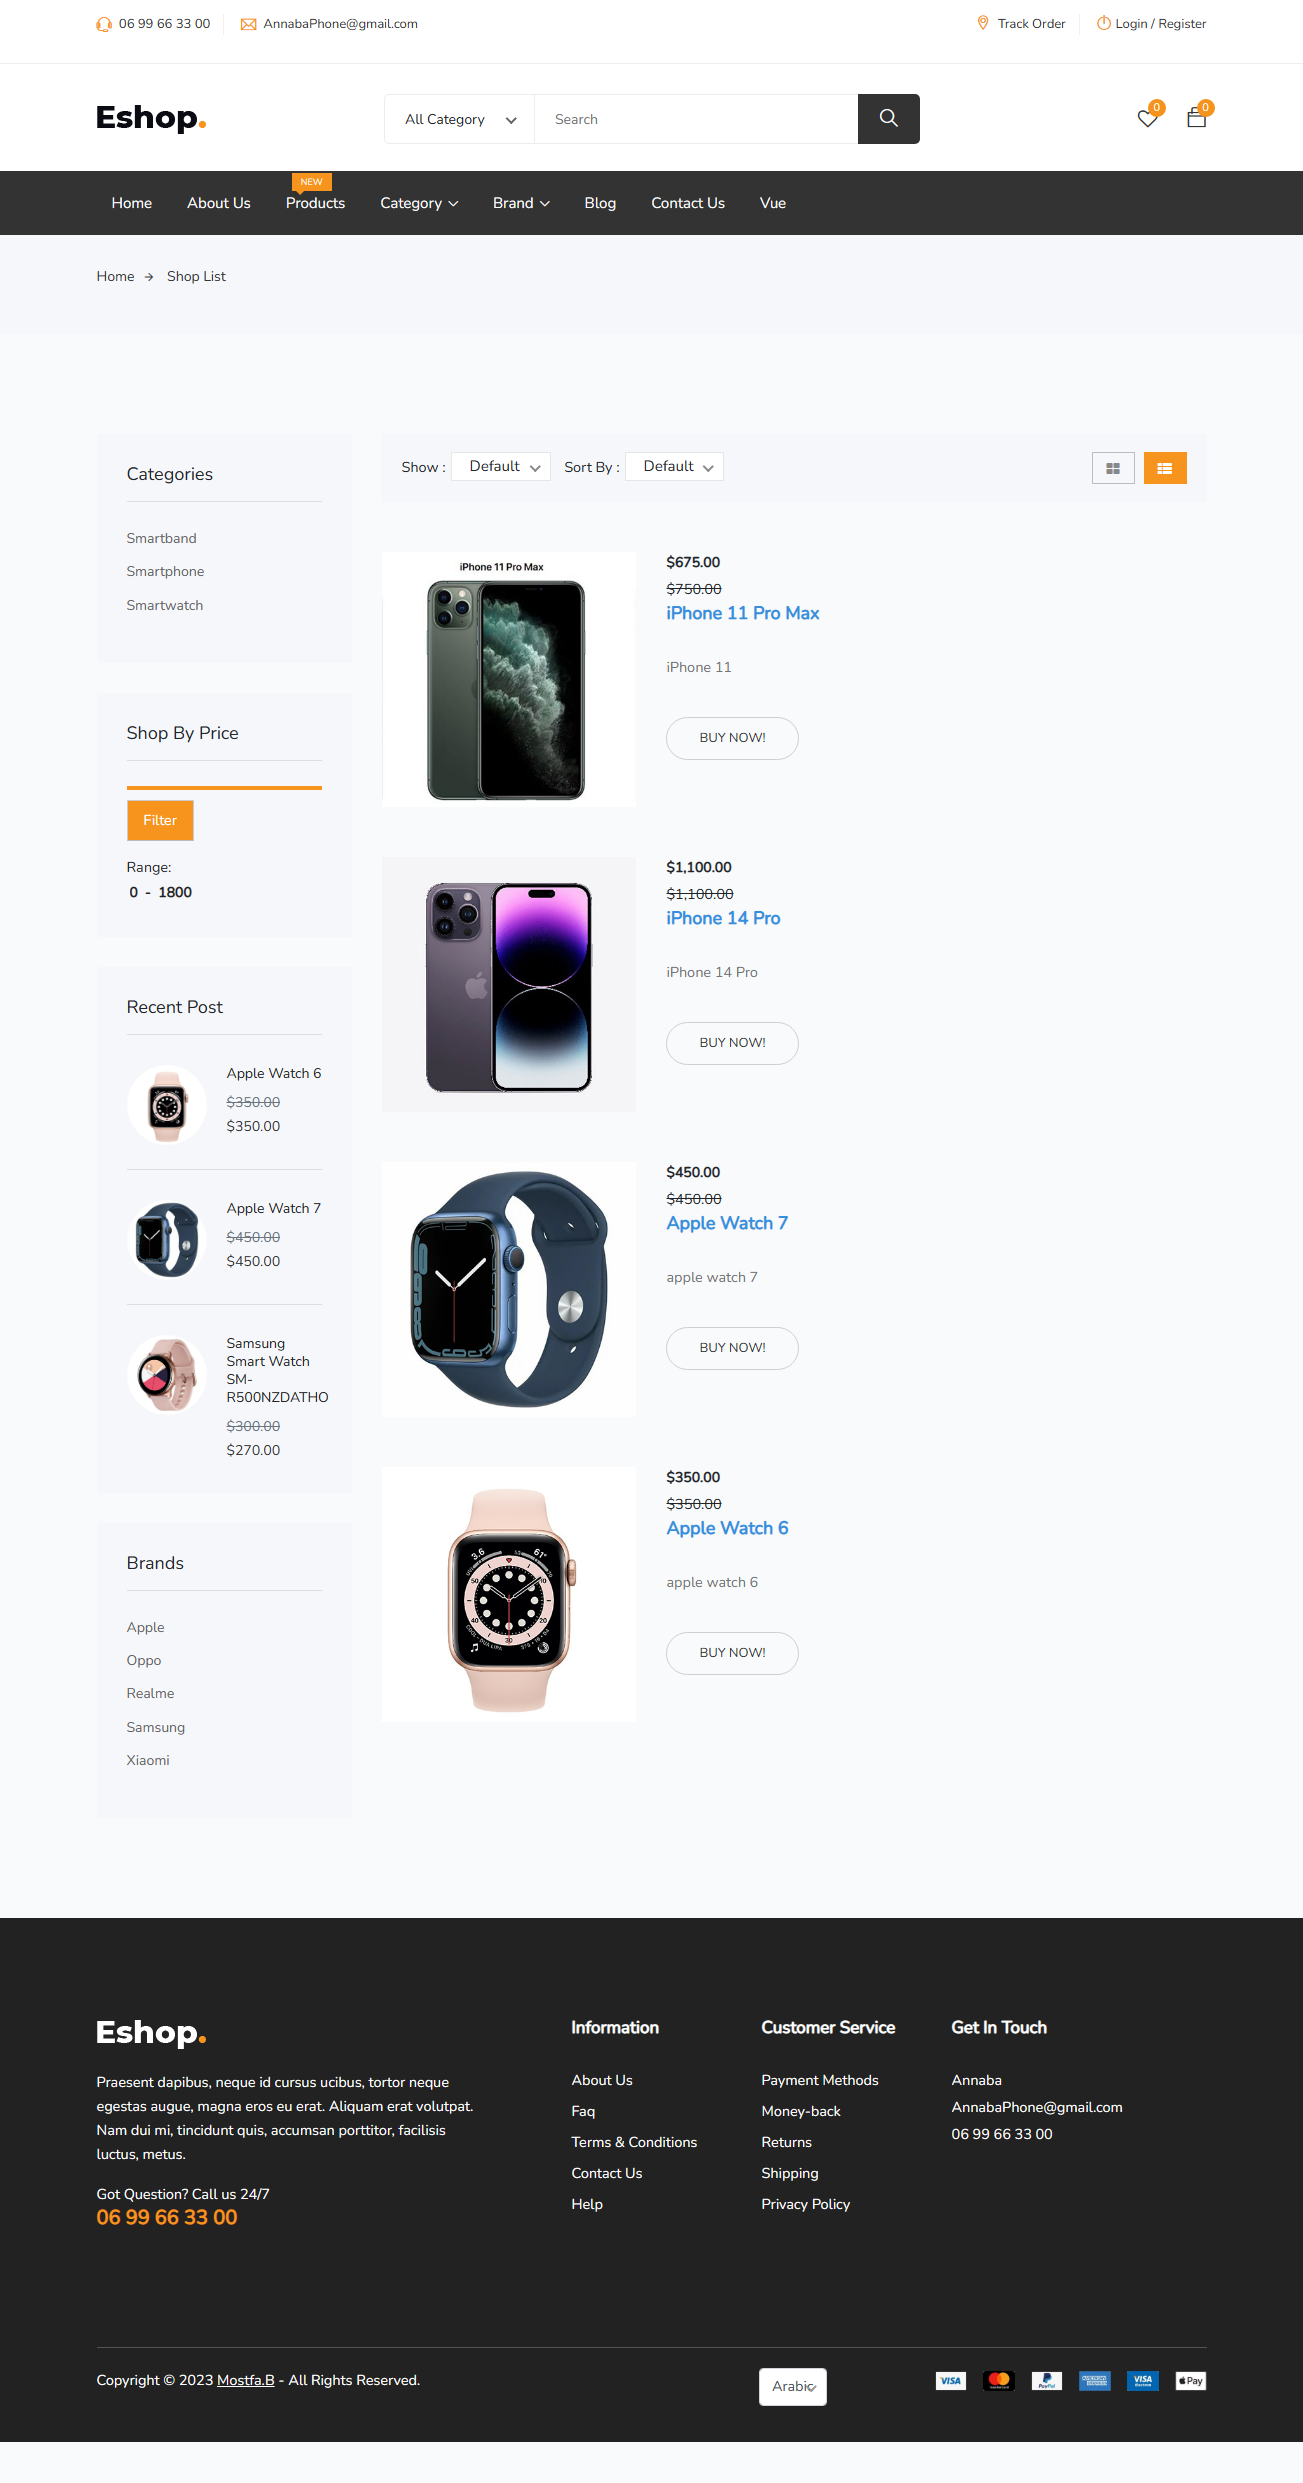 06 99 66 33 00
AnnabaPhone@gmail.com
Track Order
Login / Register
Eshop.
All Category
Search
0
0
NEW
Home
About Us
Products
Category
Brand
Blog
Contact Us
Vue
Home
Shop List
Categories
Smartband
Smartphone
Smartwatch
Shop By Price
Filter
Range:
0 - 1800
Recent Post
Apple Watch 6
$350.00
$350.00
Apple Watch 7
$450.00
$450.00
Samsung
Smart Watch
SM-
R500NZDATHO
$300.00
$270.00
Brands
Apple
Oppo
Realme
Samsung
Xiaomi
Show :
Default
Sort By :
Default
iPhone 11 Pro Max
$675.00
$750.00
iPhone 11 Pro Max
iPhone 11
BUY NOW!
$1,100.00
$1,100.00
iPhone 14 Pro
iPhone 14 Pro
BUY NOW!
$450.00
$450.00
Apple Watch 7
apple watch 7
BUY NOW!
$350.00
$350.00
Apple Watch 6
apple watch 6
BUY NOW!
Eshop.
Praesent dapibus, neque id cursus ucibus, tortor neque
egestas augue, magna eros eu erat. Aliquam erat volutpat.
Nam dui mi, tincidunt quis, accumsan porttitor, facilisis
luctus, metus.
Got Question? Call us 24/7
06 99 66 33 00
Information
About Us
Faq
Terms & Conditions
Contact Us
Help
Customer Service
Payment Methods
Money-back
Returns
Shipping
Privacy Policy
Get In Touch
Annaba
AnnabaPhone@gmail.com
06 99 66 33 00
Copyright © 2023 Mostfa.B - All Rights Reserved.
Arabic
VISA
PayPal
VISA
Pay